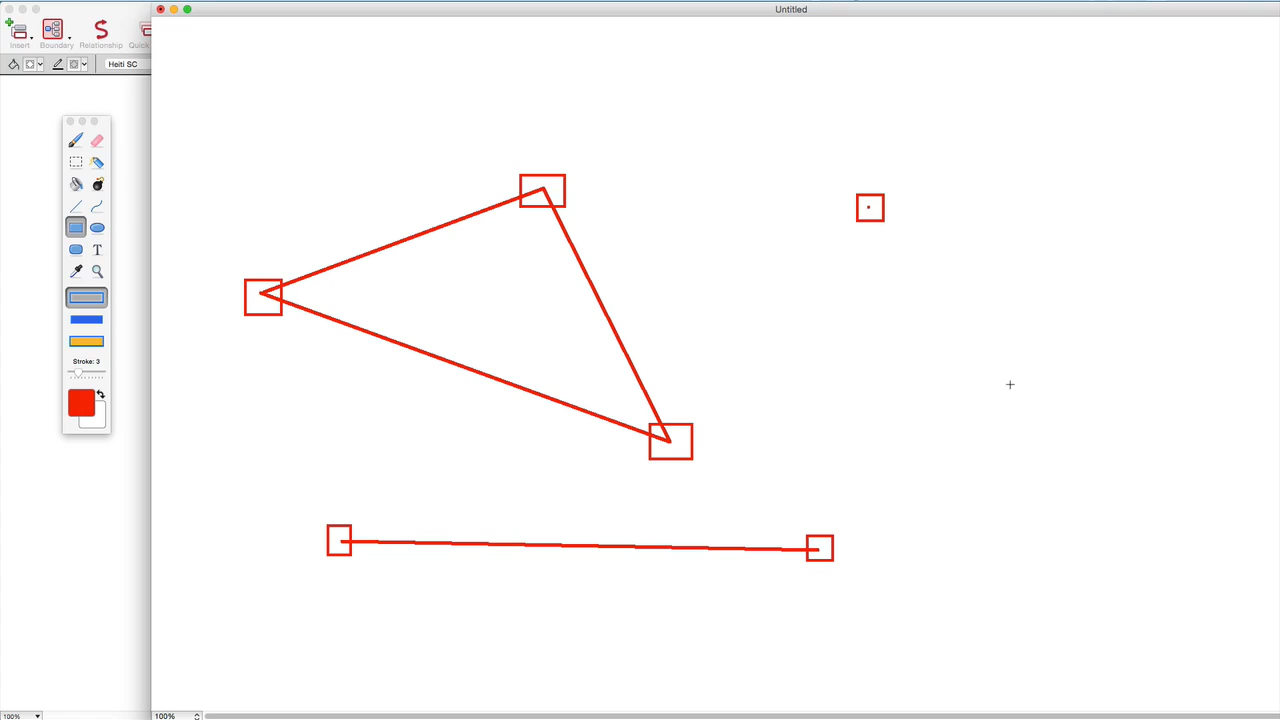 Untitled
Insert
Boundary
Relationship
Quick
Heiti SC
T
Stroke: 3
100%
100%